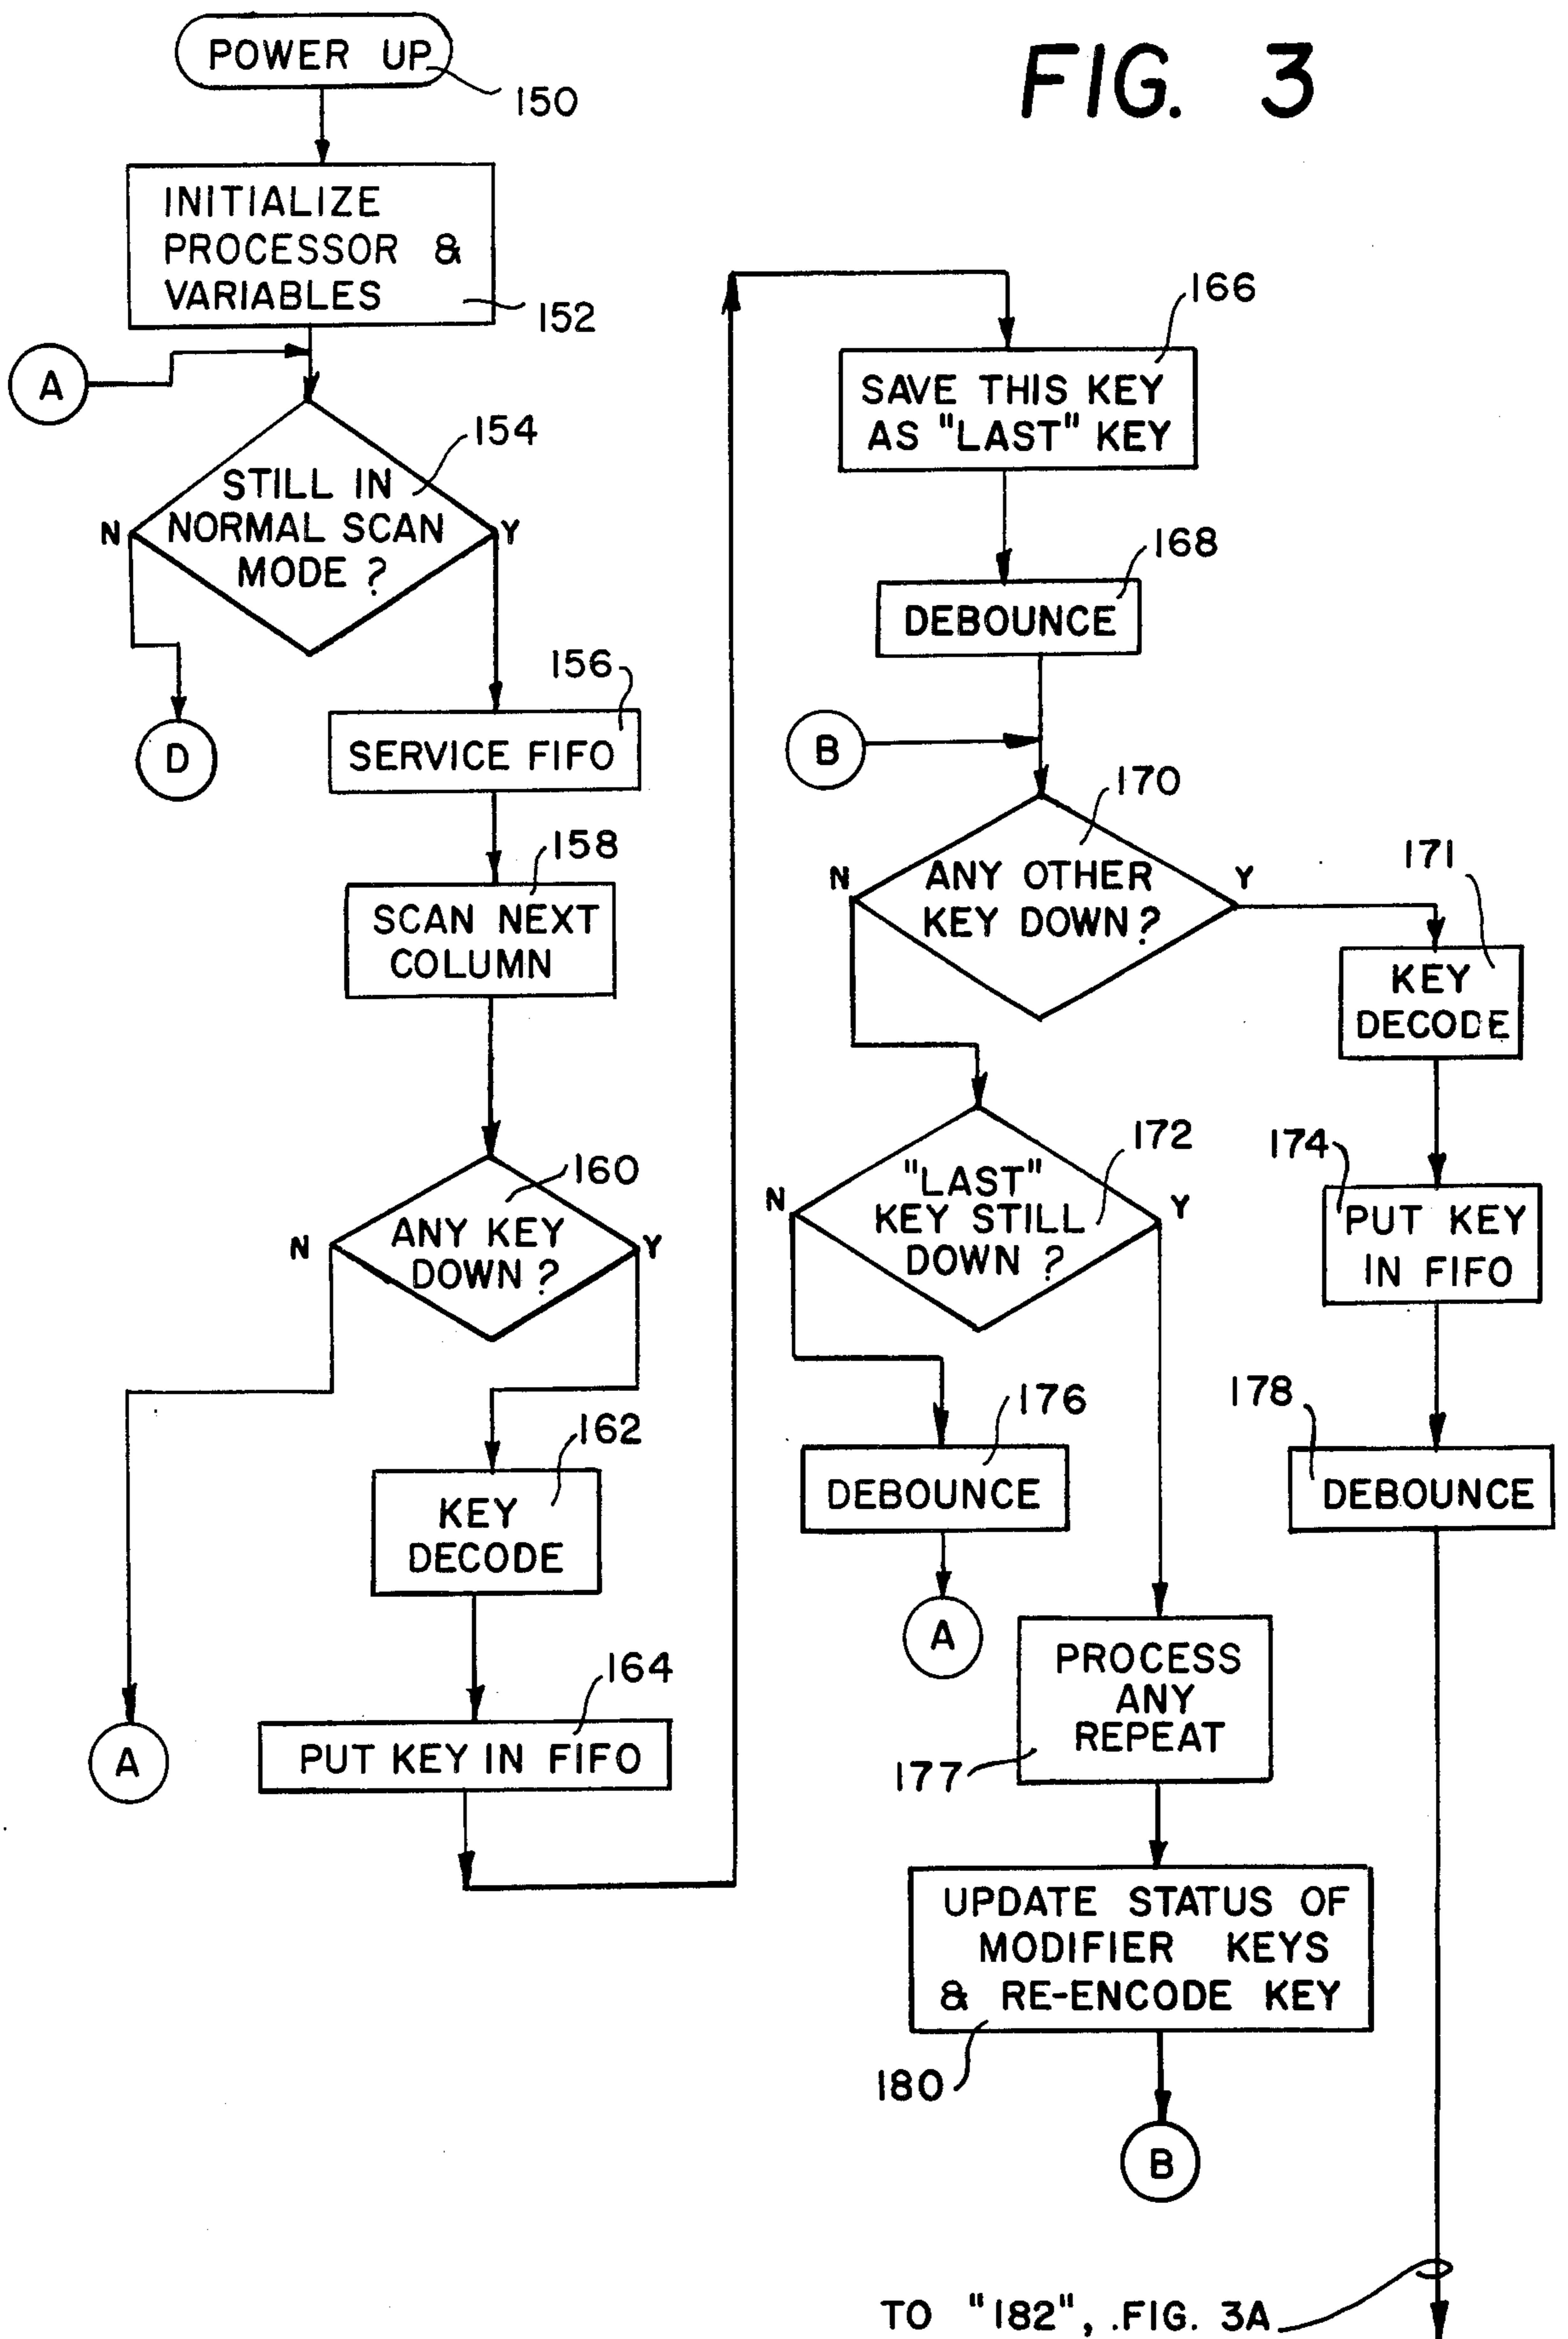 FIG. 3
POWER UP
150
INITIALIZE
PROCESSOR &
VARIABLES
152
A
154
STILL IN
NORMAL SCAN
MODE ?
N
Y
D
156
SERVICE FIFO
158
SCAN NEXT
COLUMN
160
ANY KEY
DOWN ?
N
Y
A
162
KEY
DECODE
164
PUT KEY IN FIFO
166
SAVE THIS KEY
AS "LAST" KEY
168
DEBOUNCE
B
170
ANY OTHER
KEY DOWN ?
N
Y
171
KEY
DECODE
172
"LAST"
KEY STILL
DOWN ?
N
Y
174
PUT KEY
IN FIFO
176
DEBOUNCE
A
178
DEBOUNCE
PROCESS
ANY
REPEAT
177
UPDATE STATUS OF
MODIFIER KEYS
& RE-ENCODE KEY
180
B
TO "182", .FIG. 3A